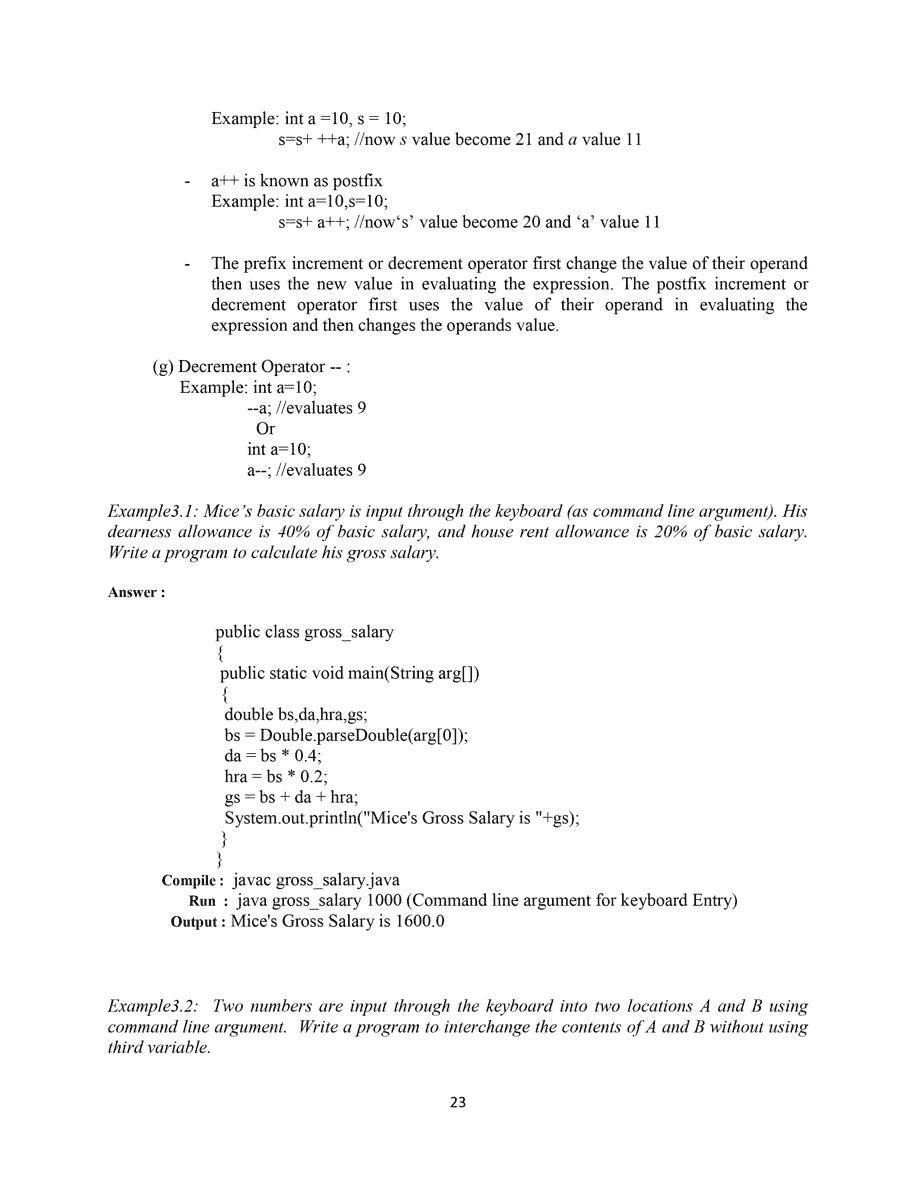 Example: int a =10, s = 10;
s=s+ ++a; //now s value become 21 and a value 11
- a++ is known as postfix
Example: int a=10,s=10;
s=s+ a++; //now‘s’ value become 20 and ‘a’ value 11
- The prefix increment or decrement operator first change the value of their operand
then uses the new value in evaluating the expression. The postfix increment or
decrement operator first uses the value of their operand in evaluating the
expression and then changes the operands value.
(g) Decrement Operator -- :
Example: int a=10;
--a; //evaluates 9
Or
int a=10;
a--; //evaluates 9
Example3.1: Mice’s basic salary is input through the keyboard (as command line argument). His
dearness allowance is 40% of basic salary, and house rent allowance is 20% of basic salary.
Write a program to calculate his gross salary.
Answer :
public class gross_salary
{
public static void main(String arg[])
{
double bs,da,hra,gs;
bs = Double.parseDouble(arg[0]);
da = bs * 0.4;
hra = bs * 0.2;
gs = bs + da + hra;
System.out.println("Mice's Gross Salary is "+gs);
}
}
Compile : javac gross_salary.java
Run : java gross_salary 1000 (Command line argument for keyboard Entry)
Output : Mice's Gross Salary is 1600.0
Example3.2: Two numbers are input through the keyboard into two locations A and B using
command line argument. Write a program to interchange the contents of A and B without using
third variable.
23